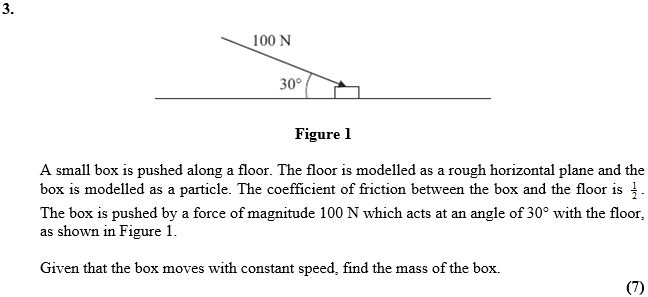 3.
100 N
30°
Figure 1
A small box is pushed along a floor. The floor is modelled as a rough horizontal plane and the
box is modelled as a particle. The coefficient of friction between the box and the floor is ½.
The box is pushed by a force of magnitude 100 N which acts at an angle of 30° with the floor,
as shown in Figure 1.
Given that the box moves with constant speed, find the mass of the box.
(7)